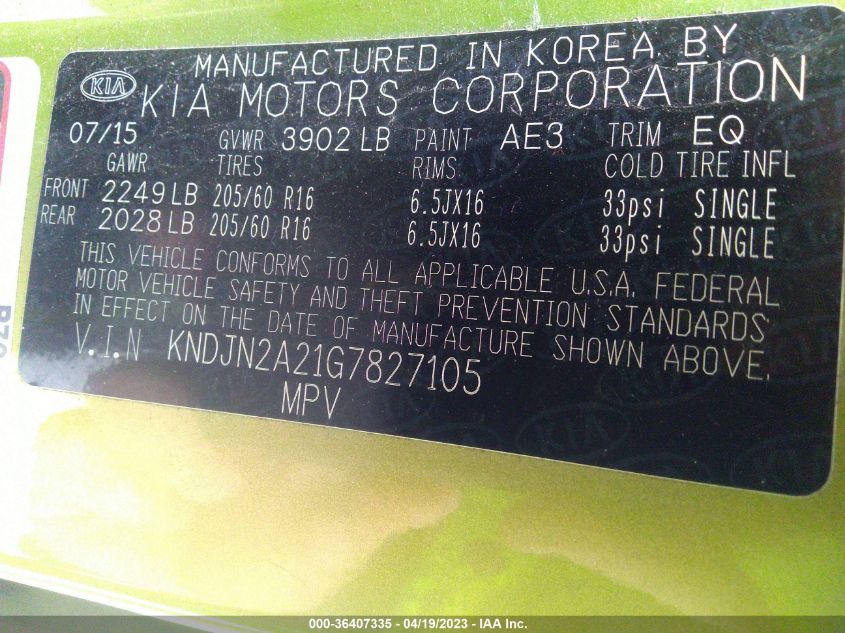 MANUFACTURED IN KOREA BY
KIA KIA MOTORS CORPORATION
07/15 GVWR 3902 LB PAINT AE3 TRIM EQ
GAWR TIRES RIMS COLD TIRE INFL
FRONT 2249 LB 205/60 R16 6.5JX16 33psi SINGLE
REAR 2028 LB 205/60 R16 6.5JX16 33psi SINGLE
THIS VEHICLE CONFORMS TO ALL APPLICABLE U.S.A. FEDERAL
MOTOR VEHICLE SAFETY AND THEFT PREVENTION STANDARDS
IN EFFECT ON THE DATE OF MANUFACTURE SHOWN ABOVE.
V.I.N KNDJN2A21G7827105
MPV
000-36407335 - 04/19/2023 - IAA Inc.